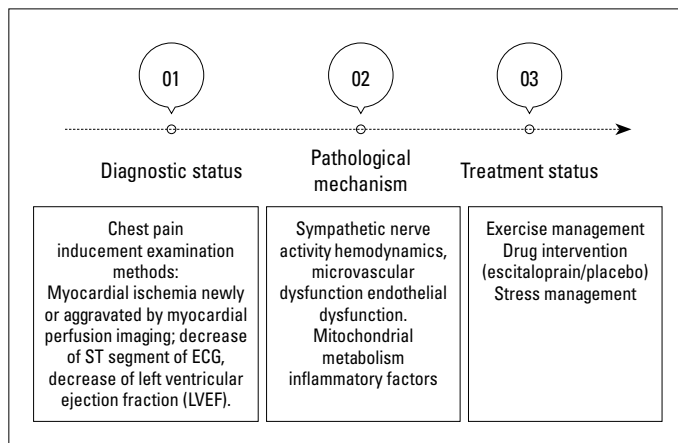 01
02
03
Diagnostic status
Pathological
mechanism
Treatment status
Chest pain
inducement examination
methods:
Myocardial ischemia newly
or aggravated by myocardial
perfusion imaging; decrease
of ST segment of ECG,
decrease of left ventricular
ejection fraction (LVEF).
Sympathetic nerve
activity hemodynamics,
microvascular
dysfunction endothelial
dysfunction.
Mitochondrial
metabolism
inflammatory factors
Exercise management
Drug intervention
(escitaloprain/placebo)
Stress management